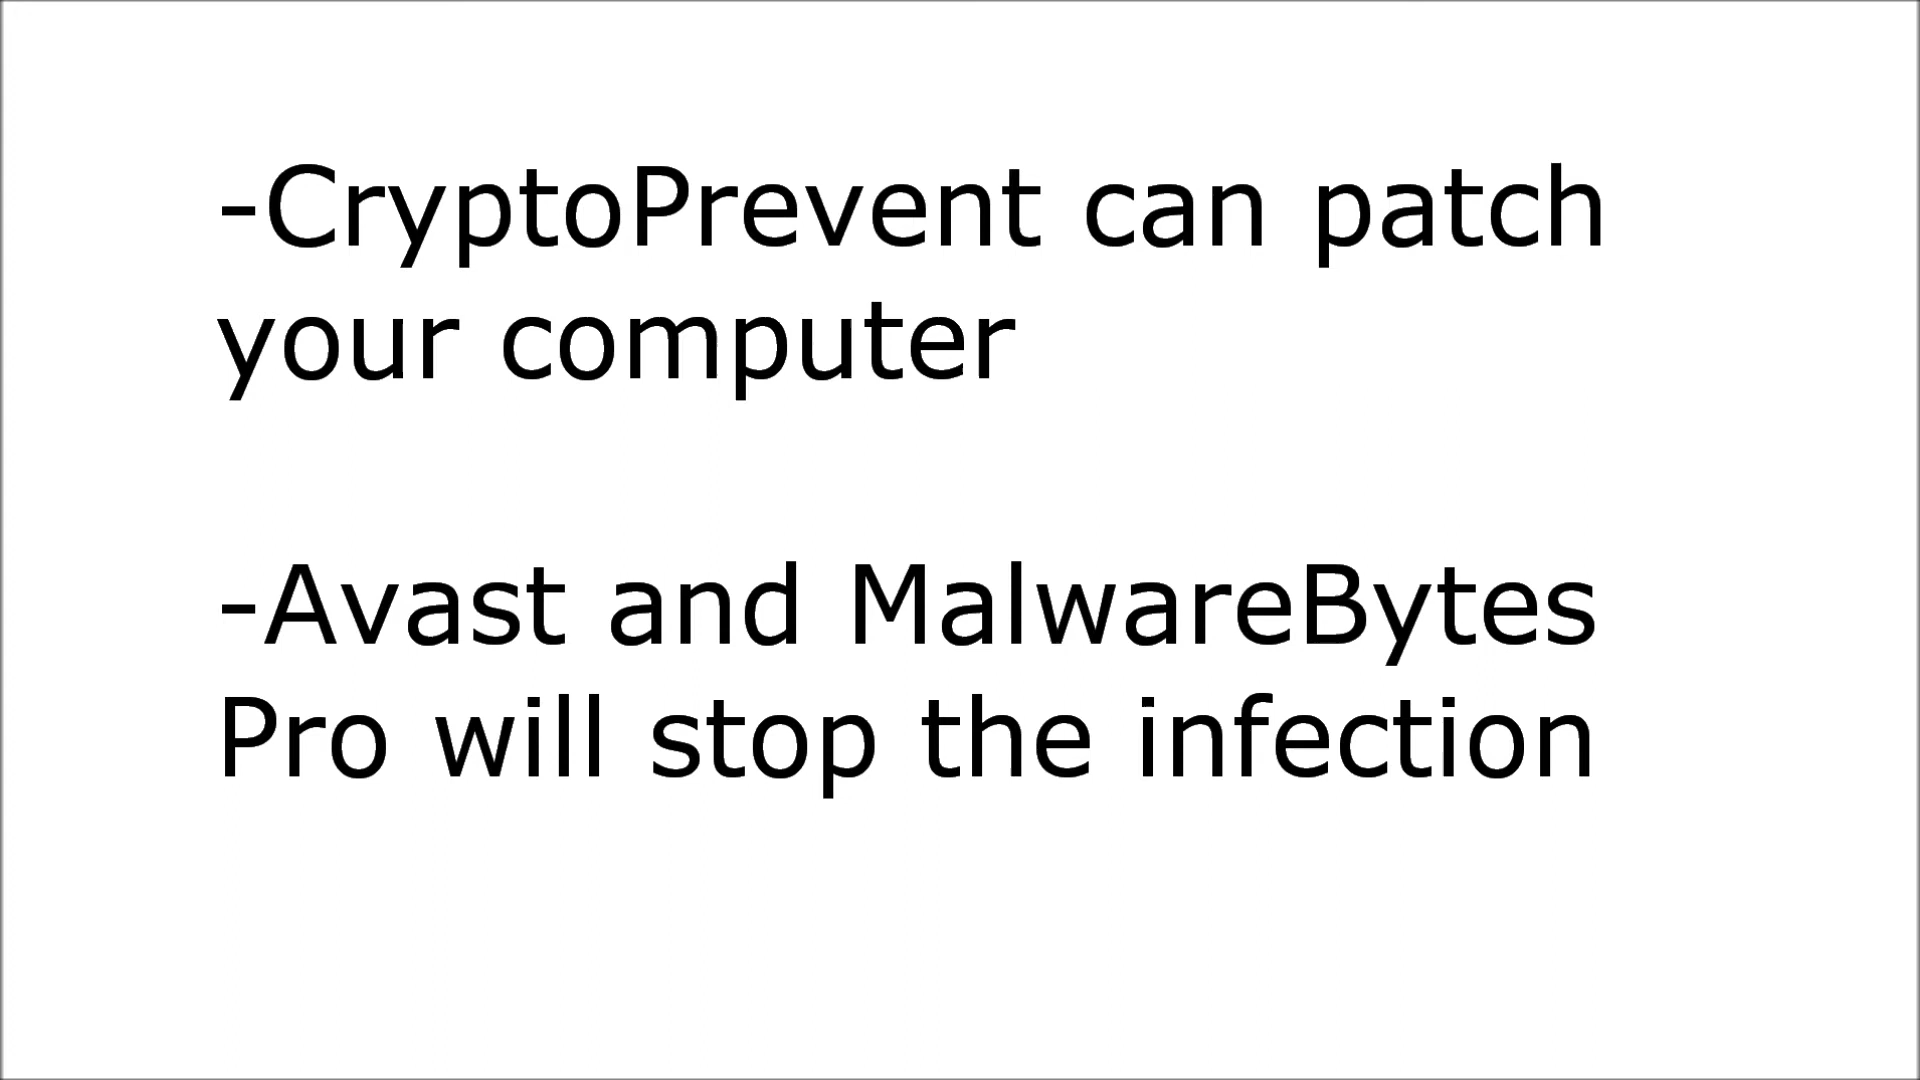 -CryptoPrevent can patch
your computer
-Avast and MalwareBytes
Pro will stop the infection